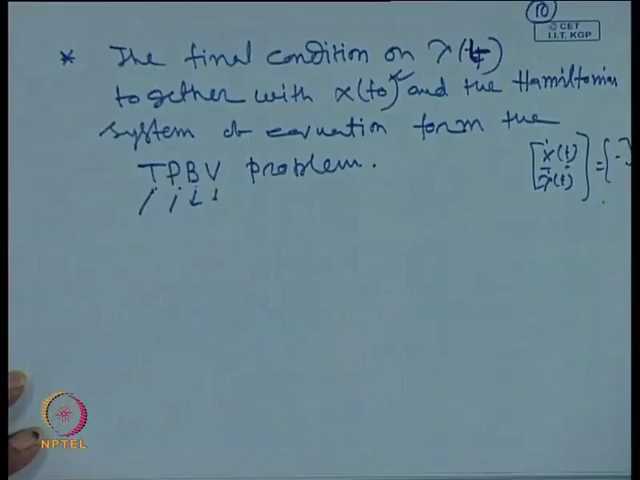 10
© CET
I.I.T. KGP
* The final condition on λ(tf)
together with x(t0) and the Hamiltonian
system of equation form the
TPBV problem.
[ẋ(t)
λ̇(t)] = [
NPTEL